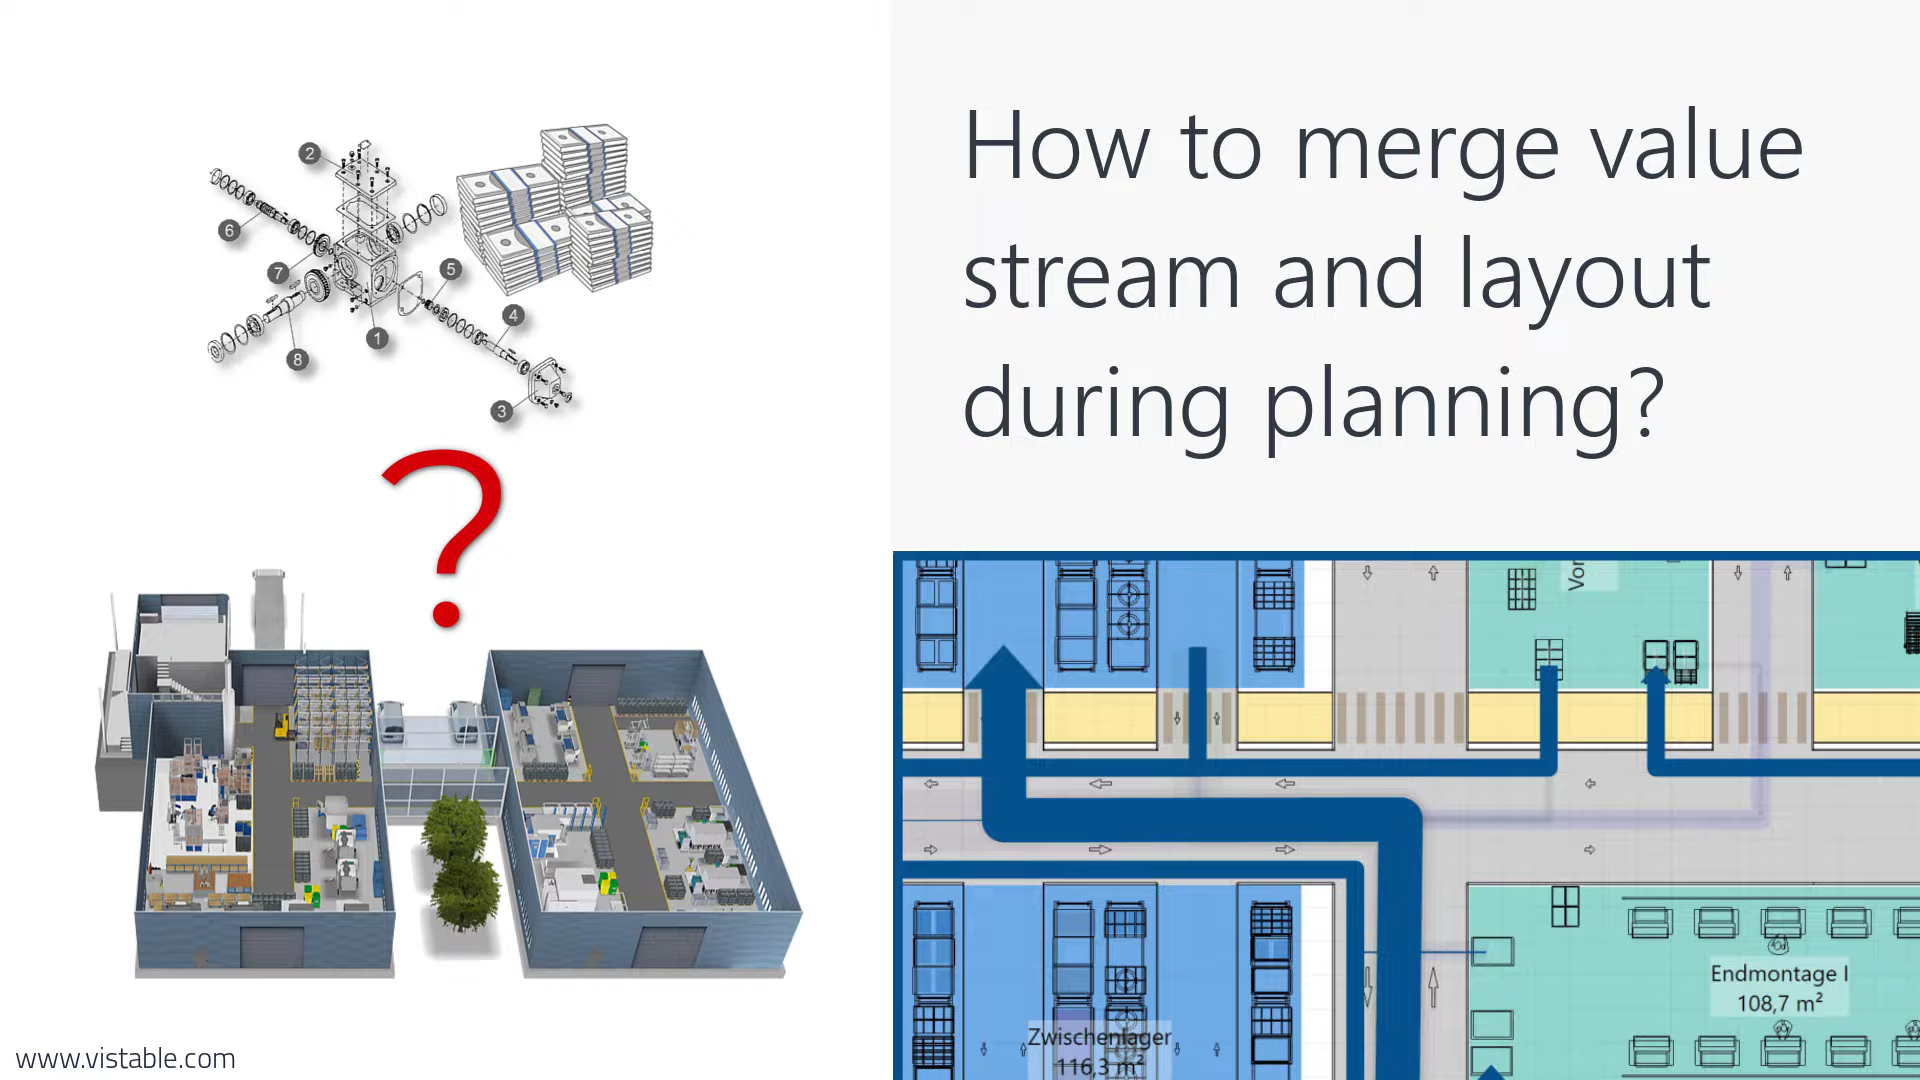 2
6
7
5
4
1
8
3
How to merge value
stream and layout
during planning?
Vor
Endmontage I
108,7 m²
Zwischenlager
116,3 m²
www.vistable.com